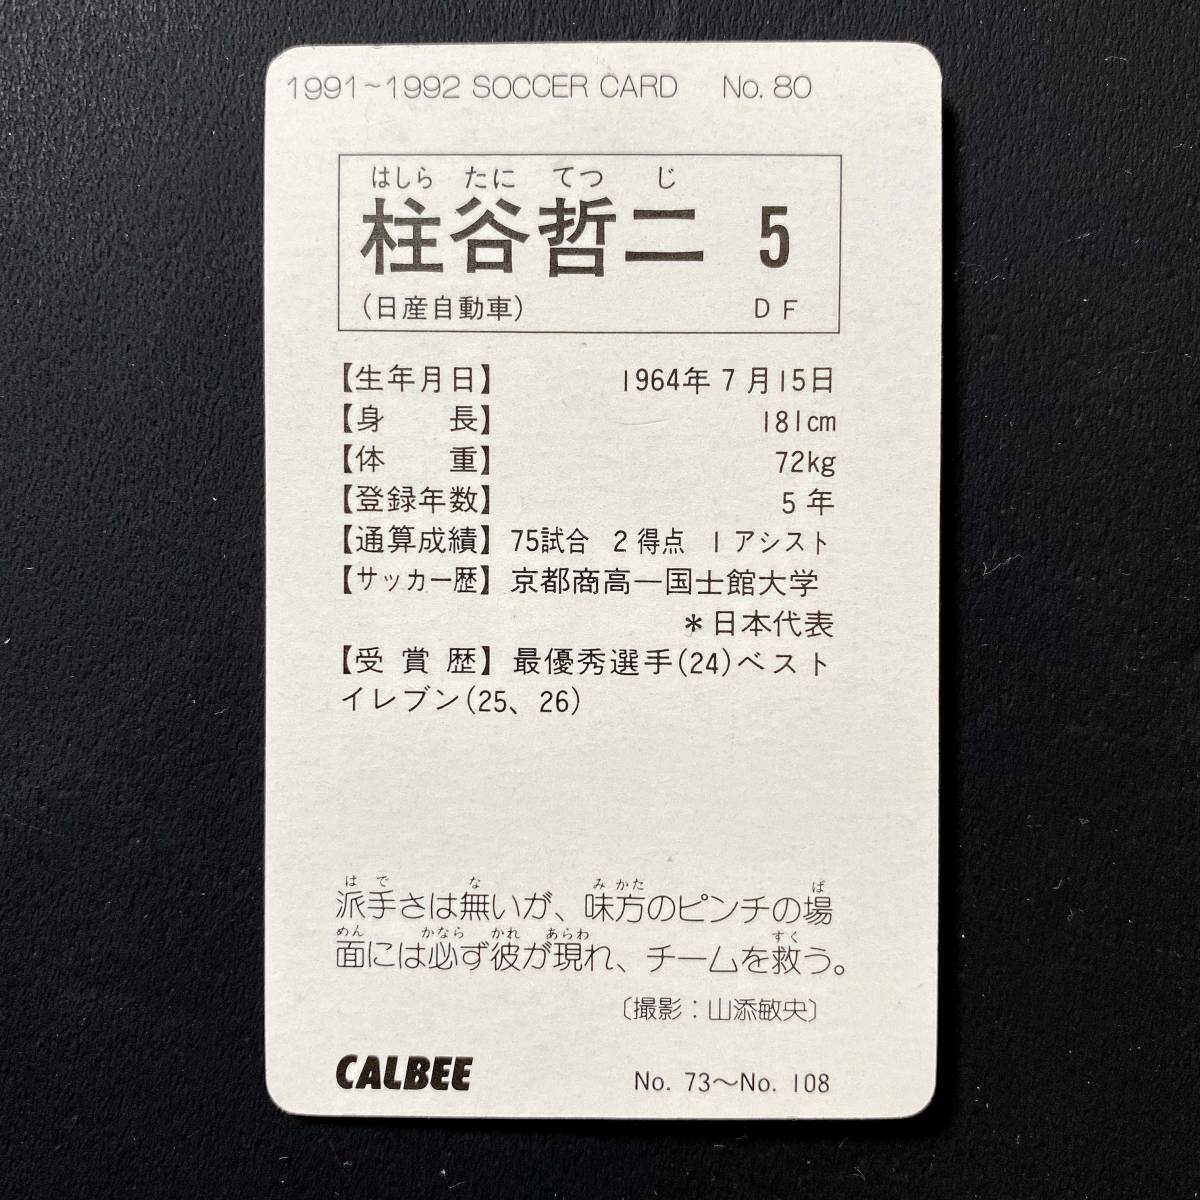 1991~1992 SOCCER CARD No. 80
はしら たに てつ じ
柱谷哲二 5
(日産自動車) DF
【生年月日】 1964年7月15日
【身 長】 181cm
【体 重】 72kg
【登録年数】 5年
【通算成績】 75試合 2得点 1アシスト
【サッカー歴】 京都商高―国士館大学
＊日本代表
【受賞歴】 最優秀選手(24)ベスト
イレブン(25、26)
は で な み かた ば
派手さは無いが、味方のピンチの場
めん かなら かれ あらわ すく
面には必ず彼が現れ、チームを救う。
〔撮影：山添敏央〕
CALBEE No. 73～No. 108